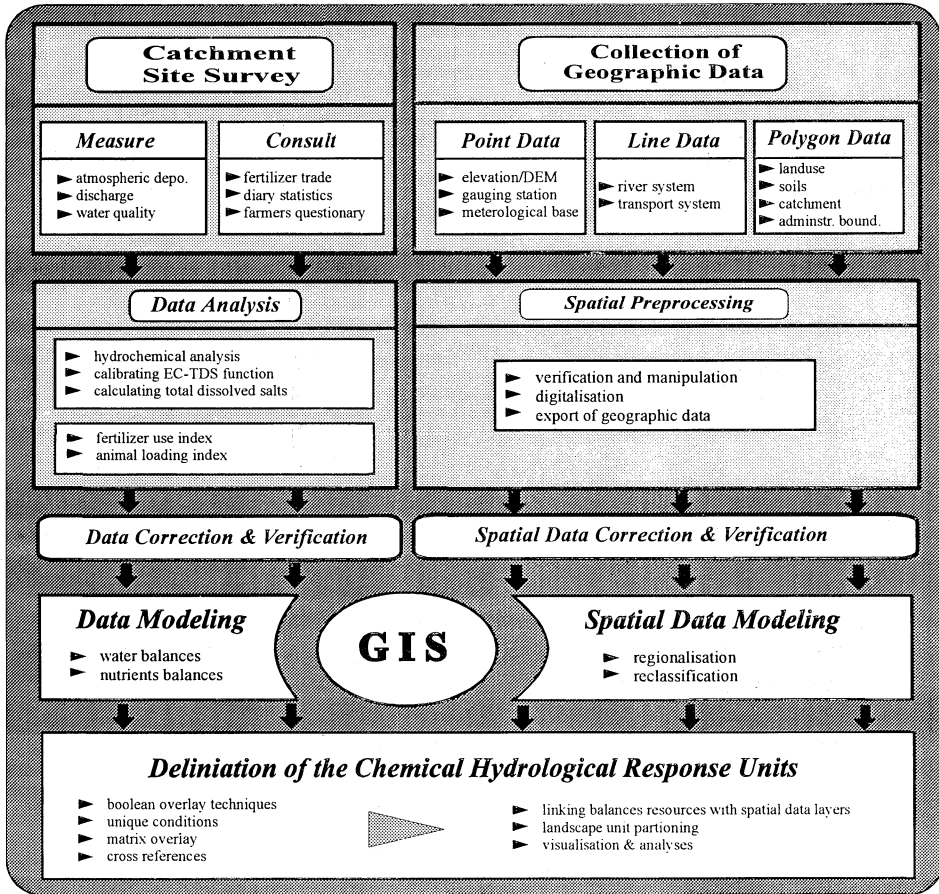 Catchment
Site Survey
Collection of
Geographic Data
Measure
atmospheric depo.
discharge
water quality
Consult
fertilizer trade
diary statistics
farmers questionary
Point Data
elevation/DEM
gauging station
meterological base
Line Data
river system
transport system
Polygon Data
landuse
soils
catchment
adminstr. bound.
Data Analysis
hydrochemical analysis
calibrating EC-TDS function
calculating total dissolved salts
fertilizer use index
animal loading index
Spatial Preprocessing
verification and manipulation
digitalisation
export of geographic data
Data Correction & Verification
Spatial Data Correction & Verification
Data Modeling
water balances
nutrients balances
GIS
Spatial Data Modeling
regionalisation
reclassification
Deliniation of the Chemical Hydrological Response Units
boolean overlay techniques
unique conditions
matrix overlay
cross references
linking balances resources with spatial data layers
landscape unit partioning
visualisation & analyses